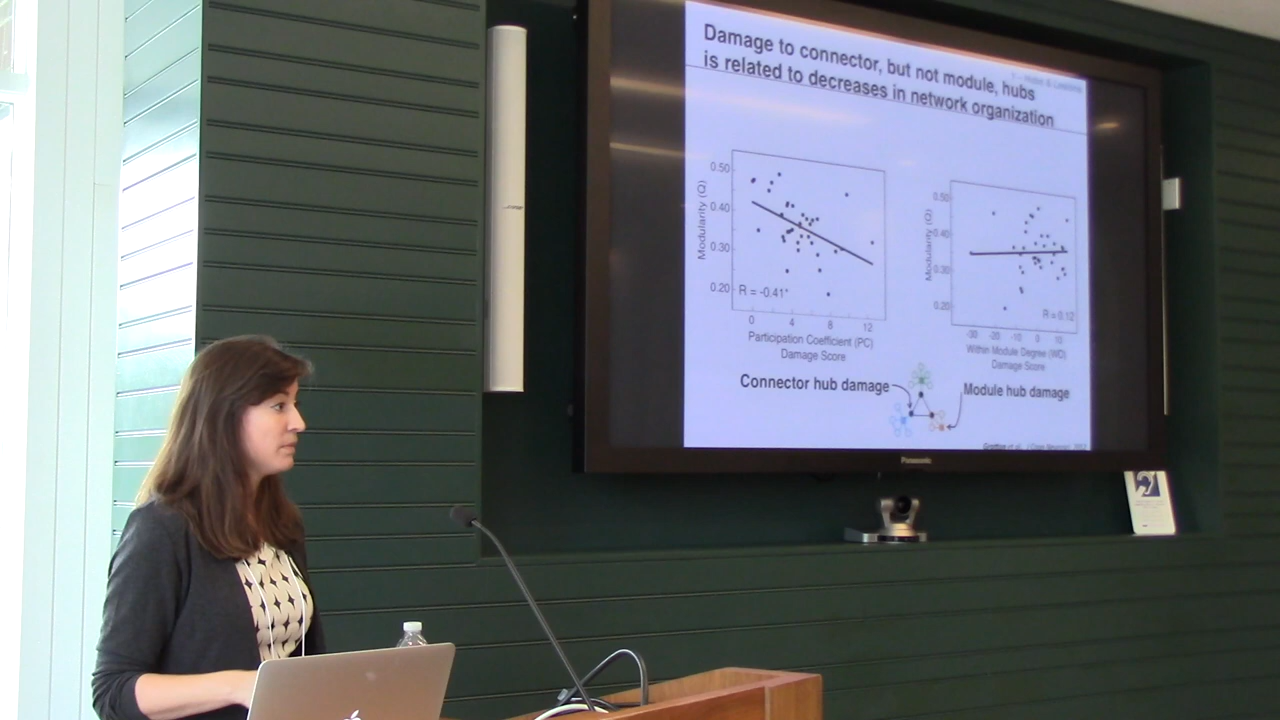 Damage to connector, but not module, hubs
is related to decreases in network organization
Modularity (Q)
0.50
0.40
0.30
0.20
R = -0.41*
0 4 8 12
Participation Coefficient (PC)
Damage Score
Modularity (Q)
0.50
0.40
0.30
0.20
R = 0.12
-30 -20 -10 0 10
Within Module Degree (WD)
Damage Score
Connector hub damage
Module hub damage
Gratton et al.,
Panasonic